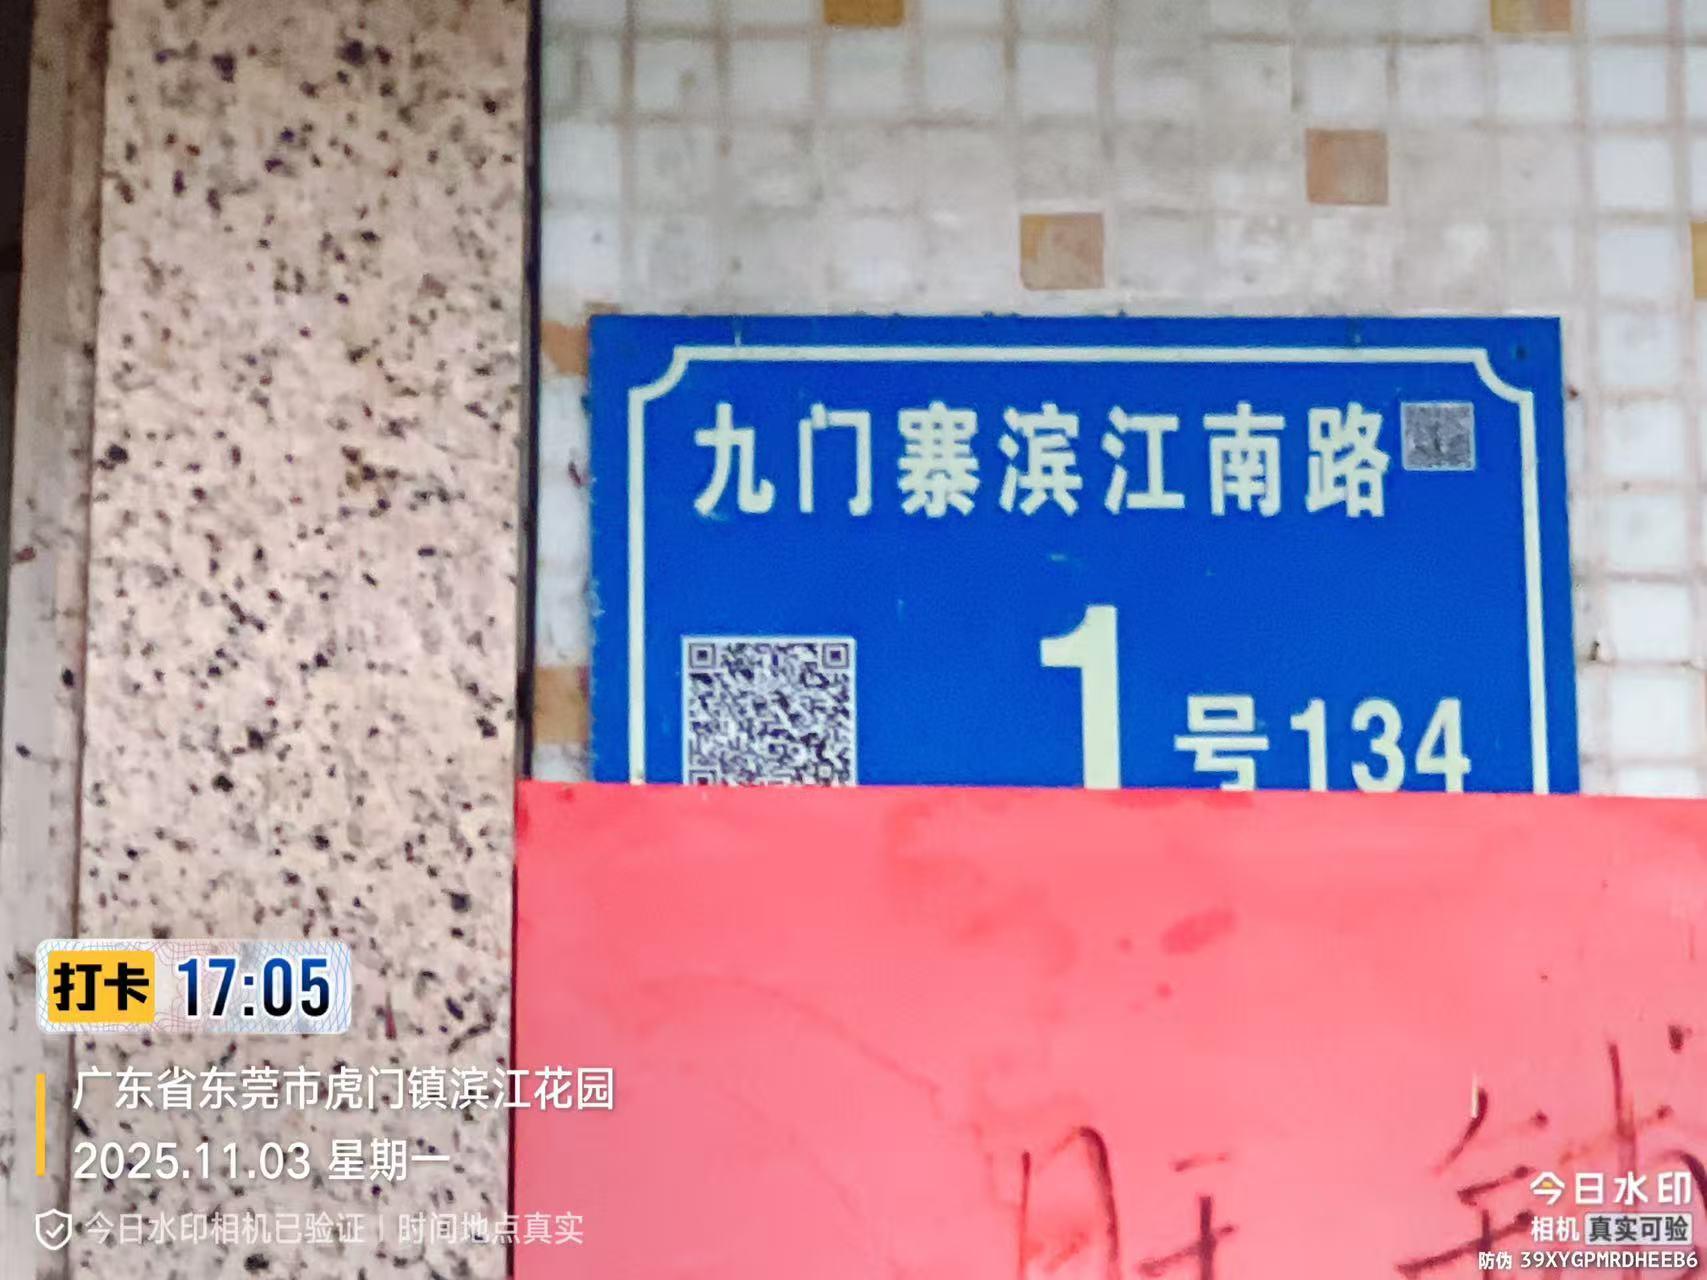 九门寨滨江南路
1号134
旺 铺
打卡 17:05
广东省东莞市虎门镇滨江花园
2025.11.03 星期一
今日水印相机已验证 | 时间地点真实
今日水印
相机 真实可验
防伪 39XYGPMRDHEEB6